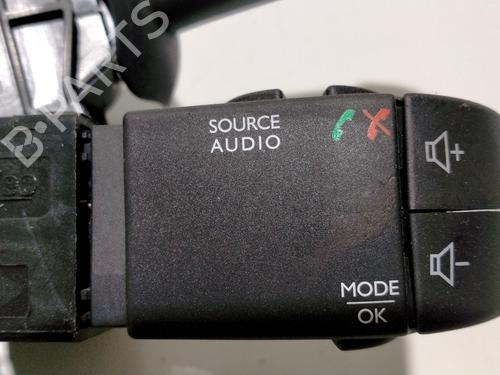 SOURCE
AUDIO
+
-
MODE
OK
B-PARTS